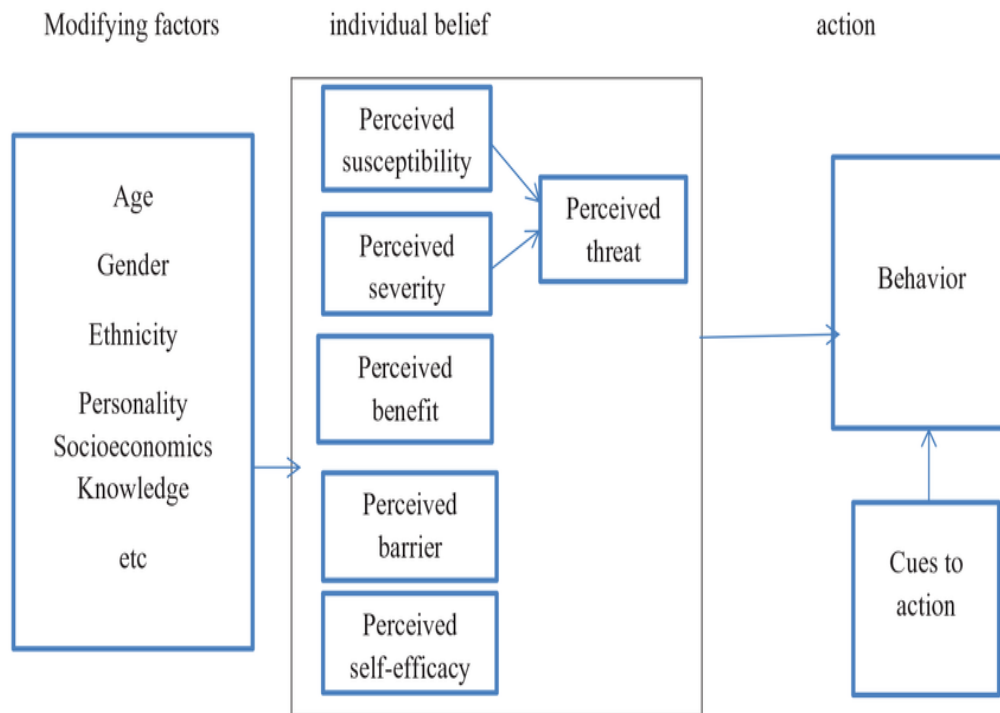 Modifying factors
individual belief
action
Age
Gender
Ethnicity
Personality
Socioeconomics
Knowledge
etc
Perceived
susceptibility
Perceived
severity
Perceived
threat
Perceived
benefit
Perceived
barrier
Perceived
self-efficacy
Behavior
Cues to
action